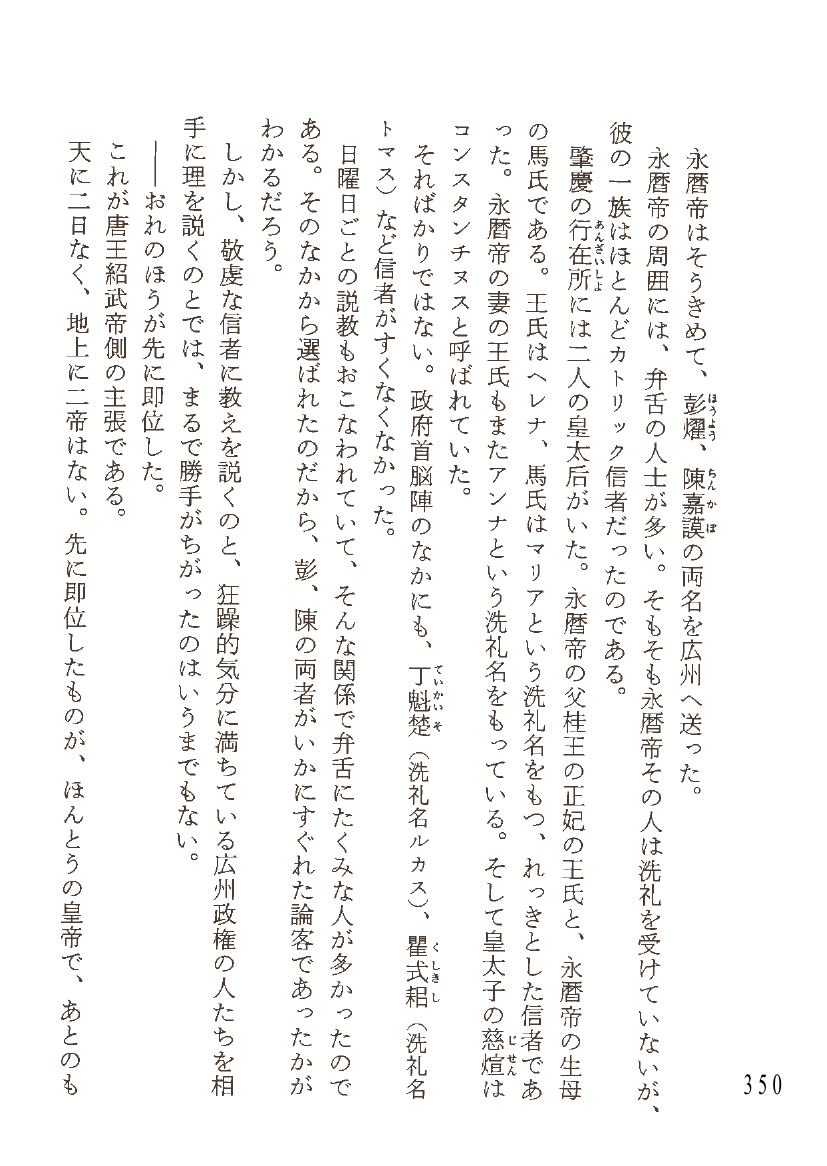 永暦帝はそうきめて、彭燿、陳嘉謨の両名を広州へ送った。
永暦帝の周囲には、弁舌の人士が多い。そもそも永暦帝その人は洗礼を受けていないが、
彼の一族はほとんどカトリック信者だったのである。
肇慶の行在所には二人の皇太后がいた。永暦帝の父桂王の正妃の王氏と、永暦帝の生母
の馬氏である。王氏はヘレナ、馬氏はマリアという洗礼名をもつ、れっきとした信者であ
った。永暦帝の妻の王氏もまたアンナという洗礼名をもっている。そして皇太子の慈煊は
コンスタンチヌスと呼ばれていた。
そればかりではない。政府首脳陣のなかにも、丁魁楚（洗礼名ルカス）、瞿式耜（洗礼名
トマス）など信者がすくなくなかった。
日曜日ごとの説教もおこなわれていて、そんな関係で弁舌にたくみな人が多かったので
ある。そのなかから選ばれたのだから、彭、陳の両者がいかにすぐれた論客であったかが
わかるだろう。
しかし、敬虔な信者に教えを説くのと、狂躁的気分に満ちている広州政権の人たちを相
手に理を説くのとでは、まるで勝手がちがったのはいうまでもない。
――おれのほうが先に即位した。
これが唐王紹武帝側の主張である。
天に二日なく、地上に二帝はない。先に即位したものが、ほんとうの皇帝で、あとのも
350